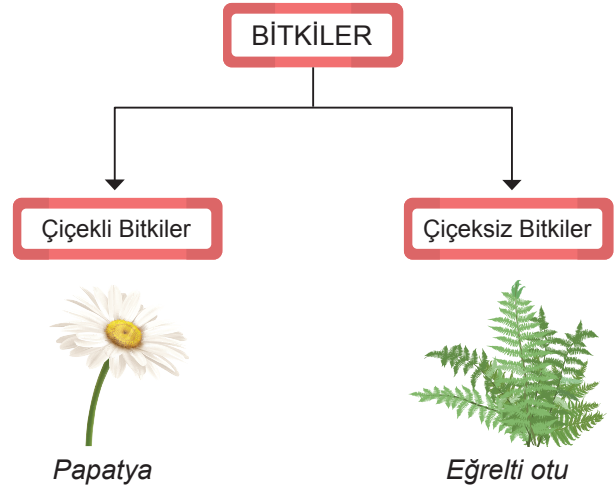 BİTKİLER
Çiçekli Bitkiler
Çiçeksiz Bitkiler
Papatya
Eğrelti otu